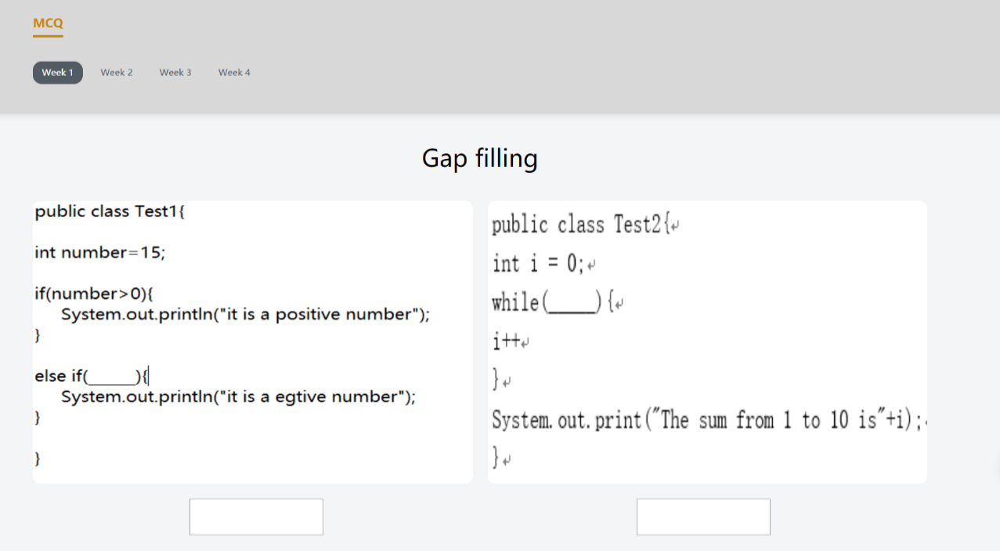 MCQ
Week 1 Week 2 Week 3 Week 4
Gap filling
public class Test1{
int number=15;
if(number>0){
System.out.println("it is a positive number");
}
else if(_____){
System.out.println("it is a egtive number");
}
}
public class Test2{↵
int i = 0;↵
while(_____){↵
i++↵
}↵
System.out.print("The sum from 1 to 10 is"+i);↵
}↵